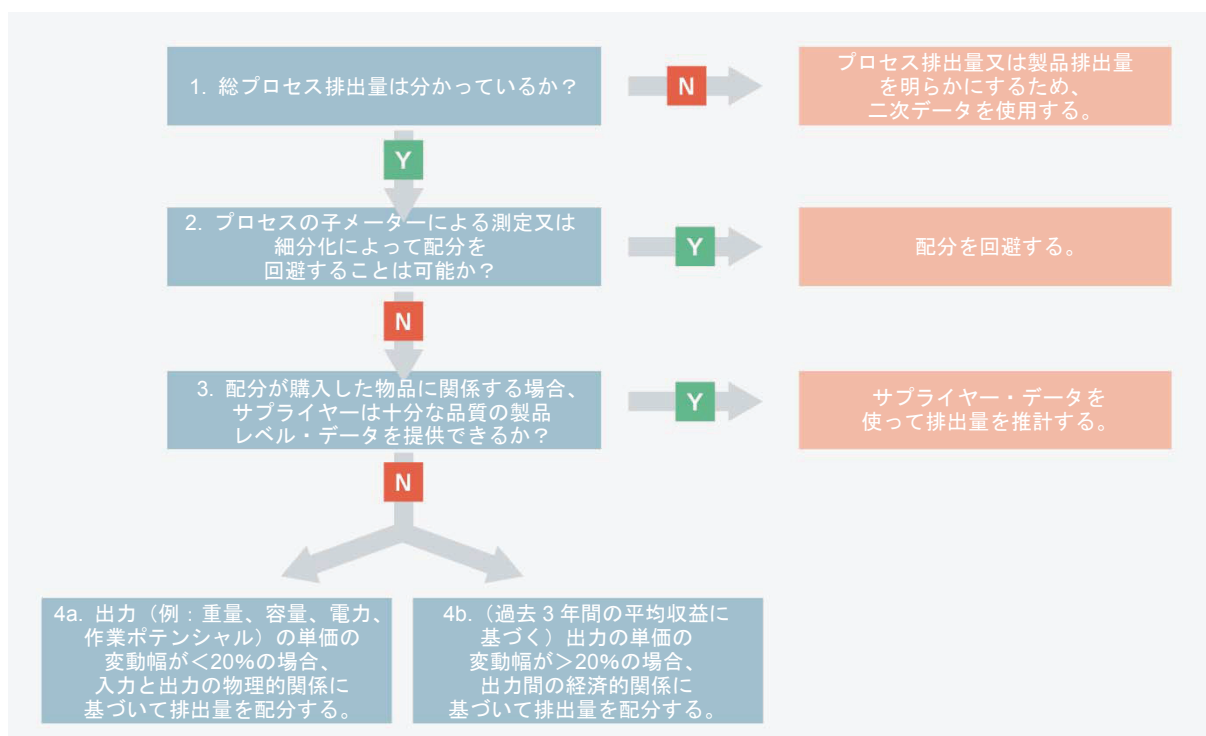 1. 総プロセス排出量は分かっているか？
N
プロセス排出量又は製品排出量
を明らかにするため、
二次データを使用する。
Y
2. プロセスの子メーターによる測定又は
細分化によって配分を
回避することは可能か？
Y
配分を回避する。
N
3. 配分が購入した物品に関係する場合、
サプライヤーは十分な品質の製品
レベル・データを提供できるか？
Y
サプライヤー・データを
使って排出量を推計する。
N
4a. 出力（例：重量、容量、電力、
作業ポテンシャル）の単価の
変動幅が＜20%の場合、
入力と出力の物理的関係に
基づいて排出量を配分する。
4b.（過去 3 年間の平均収益に
基づく）出力の単価の
変動幅が＞20%の場合、
出力間の経済的関係に
基づいて排出量を配分する。